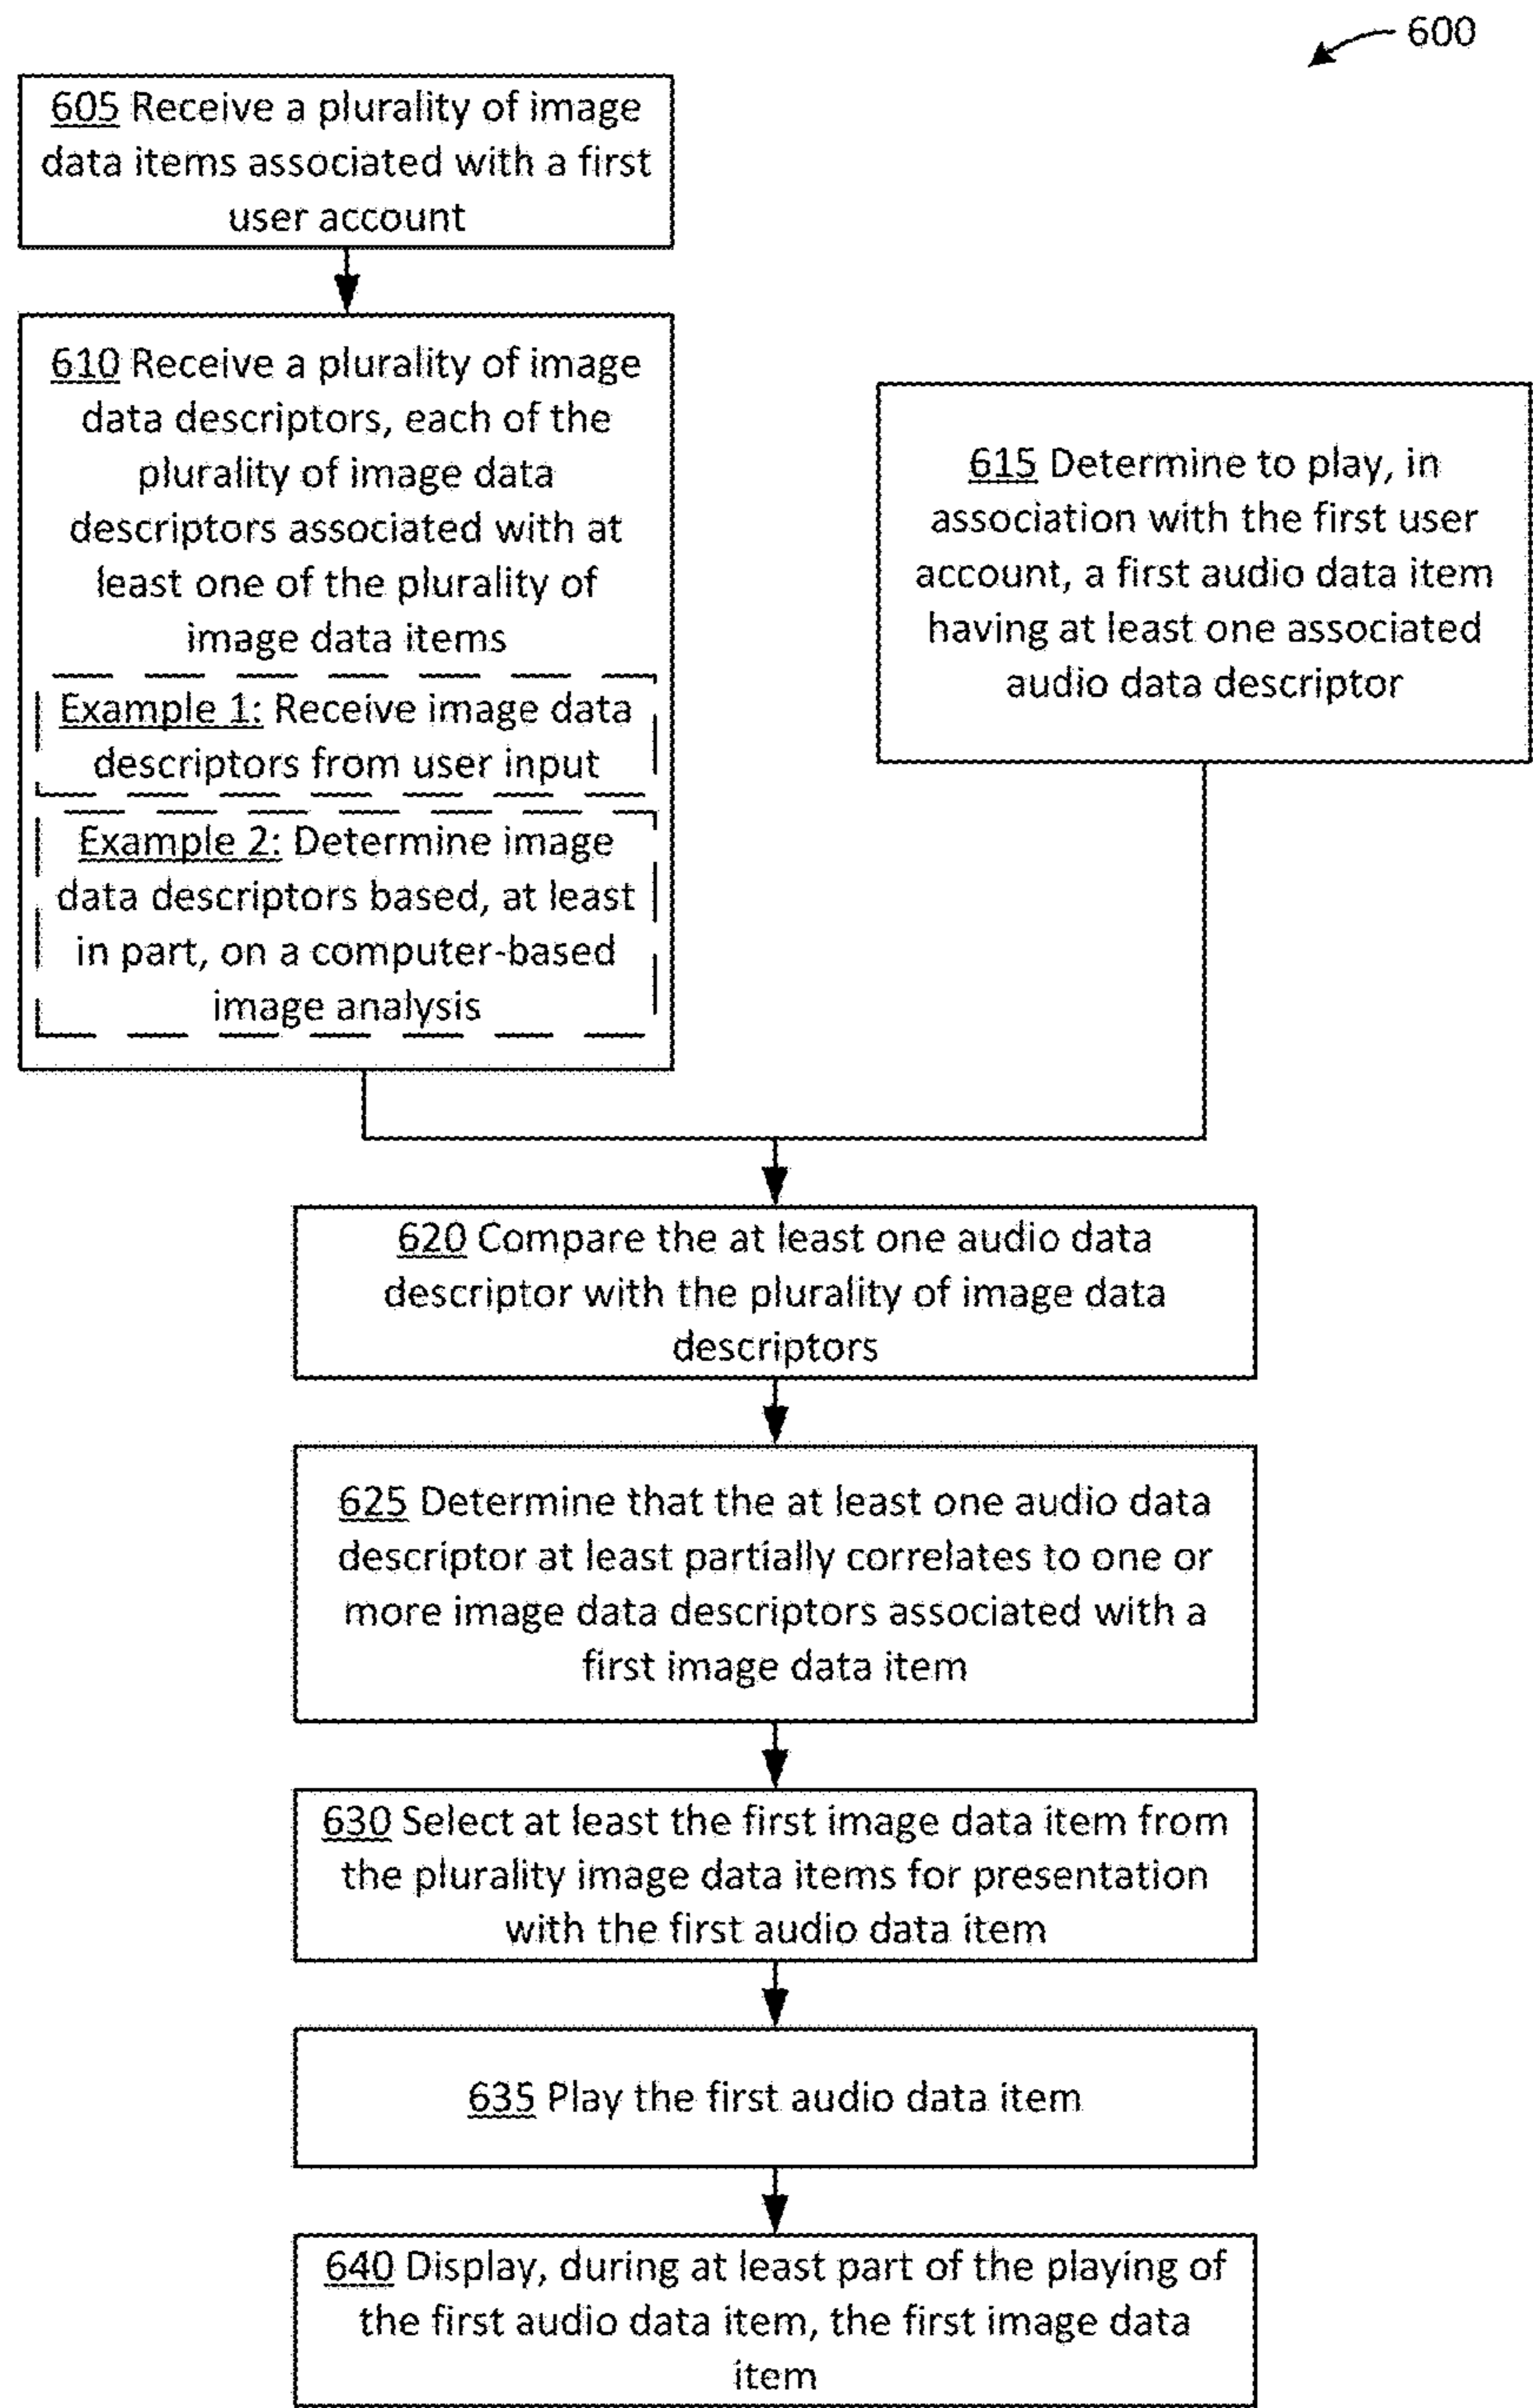 600
605 Receive a plurality of image
data items associated with a first
user account
610 Receive a plurality of image
data descriptors, each of the
plurality of image data
descriptors associated with at
least one of the plurality of
image data items
Example 1: Receive image data
descriptors from user input
Example 2: Determine image
data descriptors based, at least
in part, on a computer-based
image analysis
615 Determine to play, in
association with the first user
account, a first audio data item
having at least one associated
audio data descriptor
620 Compare the at least one audio data
descriptor with the plurality of image data
descriptors
625 Determine that the at least one audio data
descriptor at least partially correlates to one or
more image data descriptors associated with a
first image data item
630 Select at least the first image data item from
the plurality image data items for presentation
with the first audio data item
635 Play the first audio data item
640 Display, during at least part of the playing of
the first audio data item, the first image data
item